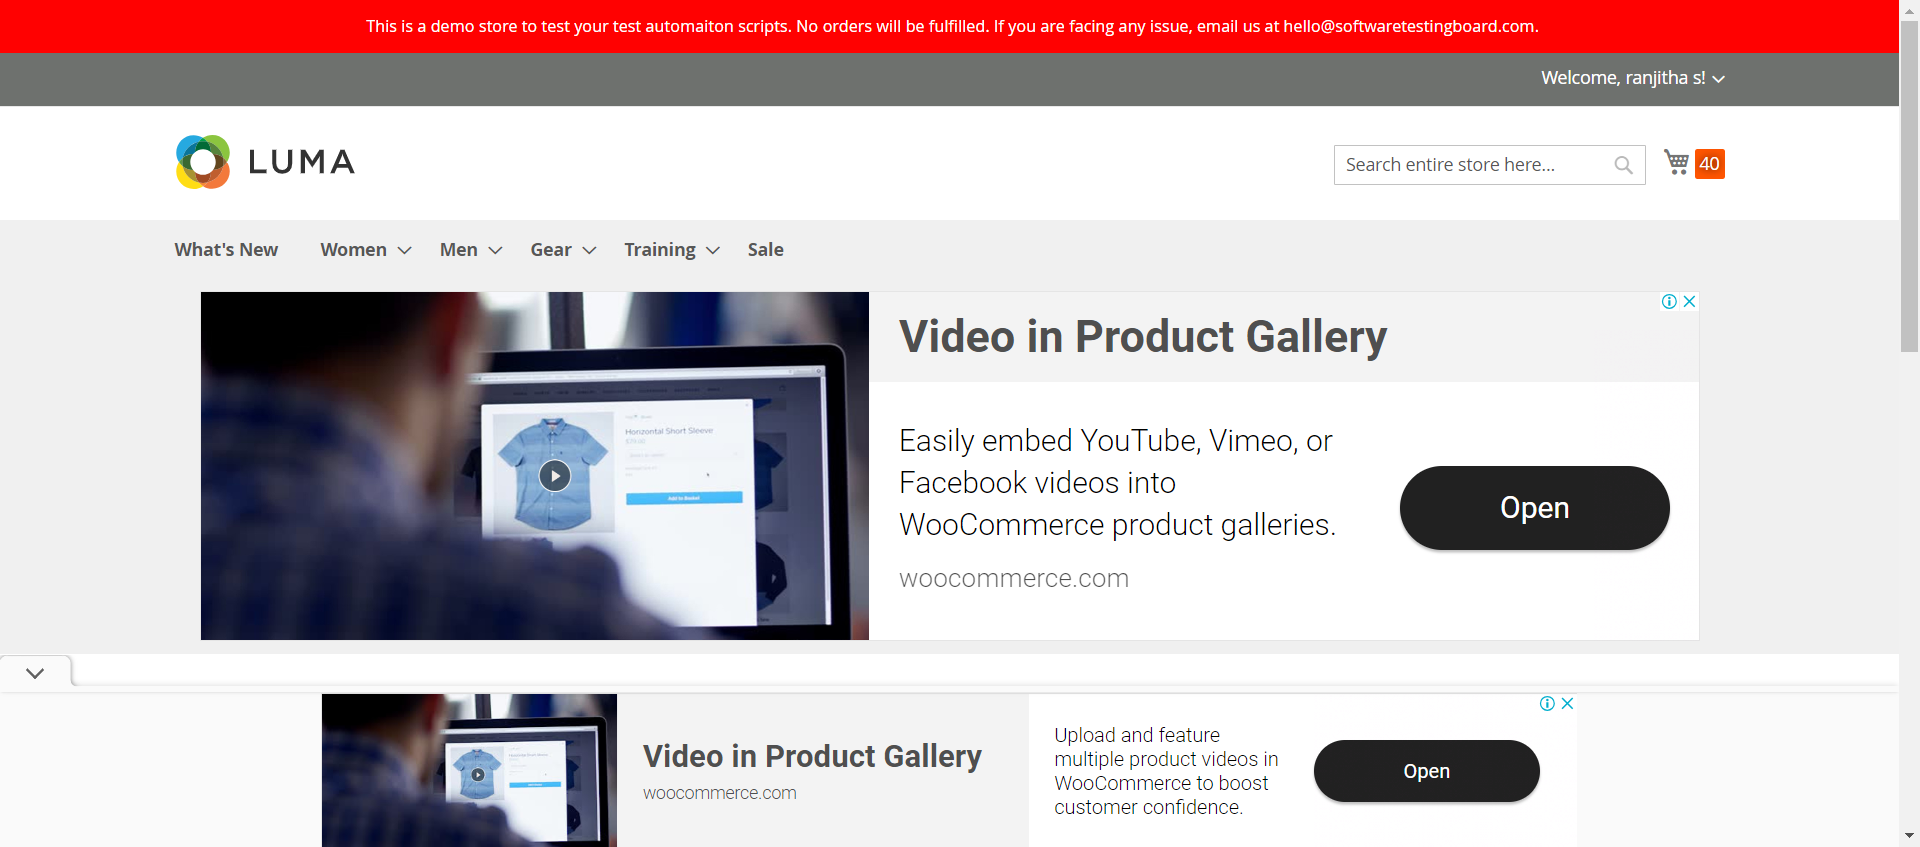 This is a demo store to test your test automaiton scripts. No orders will be fulfilled. If you are facing any issue, email us at hello@softwaretestingboard.com.
Welcome, ranjitha s!
LUMA
Search entire store here...
40
What's New Women Men Gear Training Sale
Video in Product Gallery
Horizontal Short Sleeve
Add to Basket
Easily embed YouTube, Vimeo, or
Facebook videos into
WooCommerce product galleries.
woocommerce.com
Open
Video in Product Gallery
woocommerce.com
Upload and feature
multiple product videos in
WooCommerce to boost
customer confidence.
Open